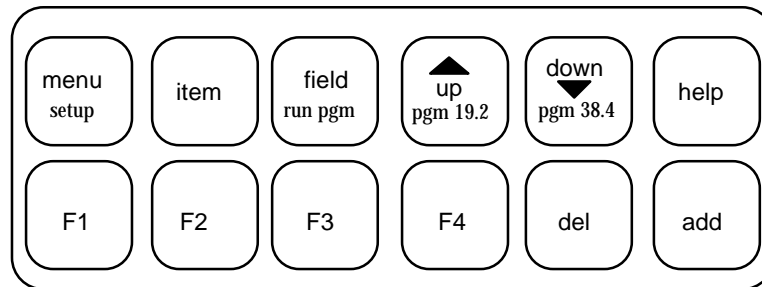 menu
setup
item
field
run pgm
up
pgm 19.2
down
pgm 38.4
help
F1
F2
F3
F4
del
add